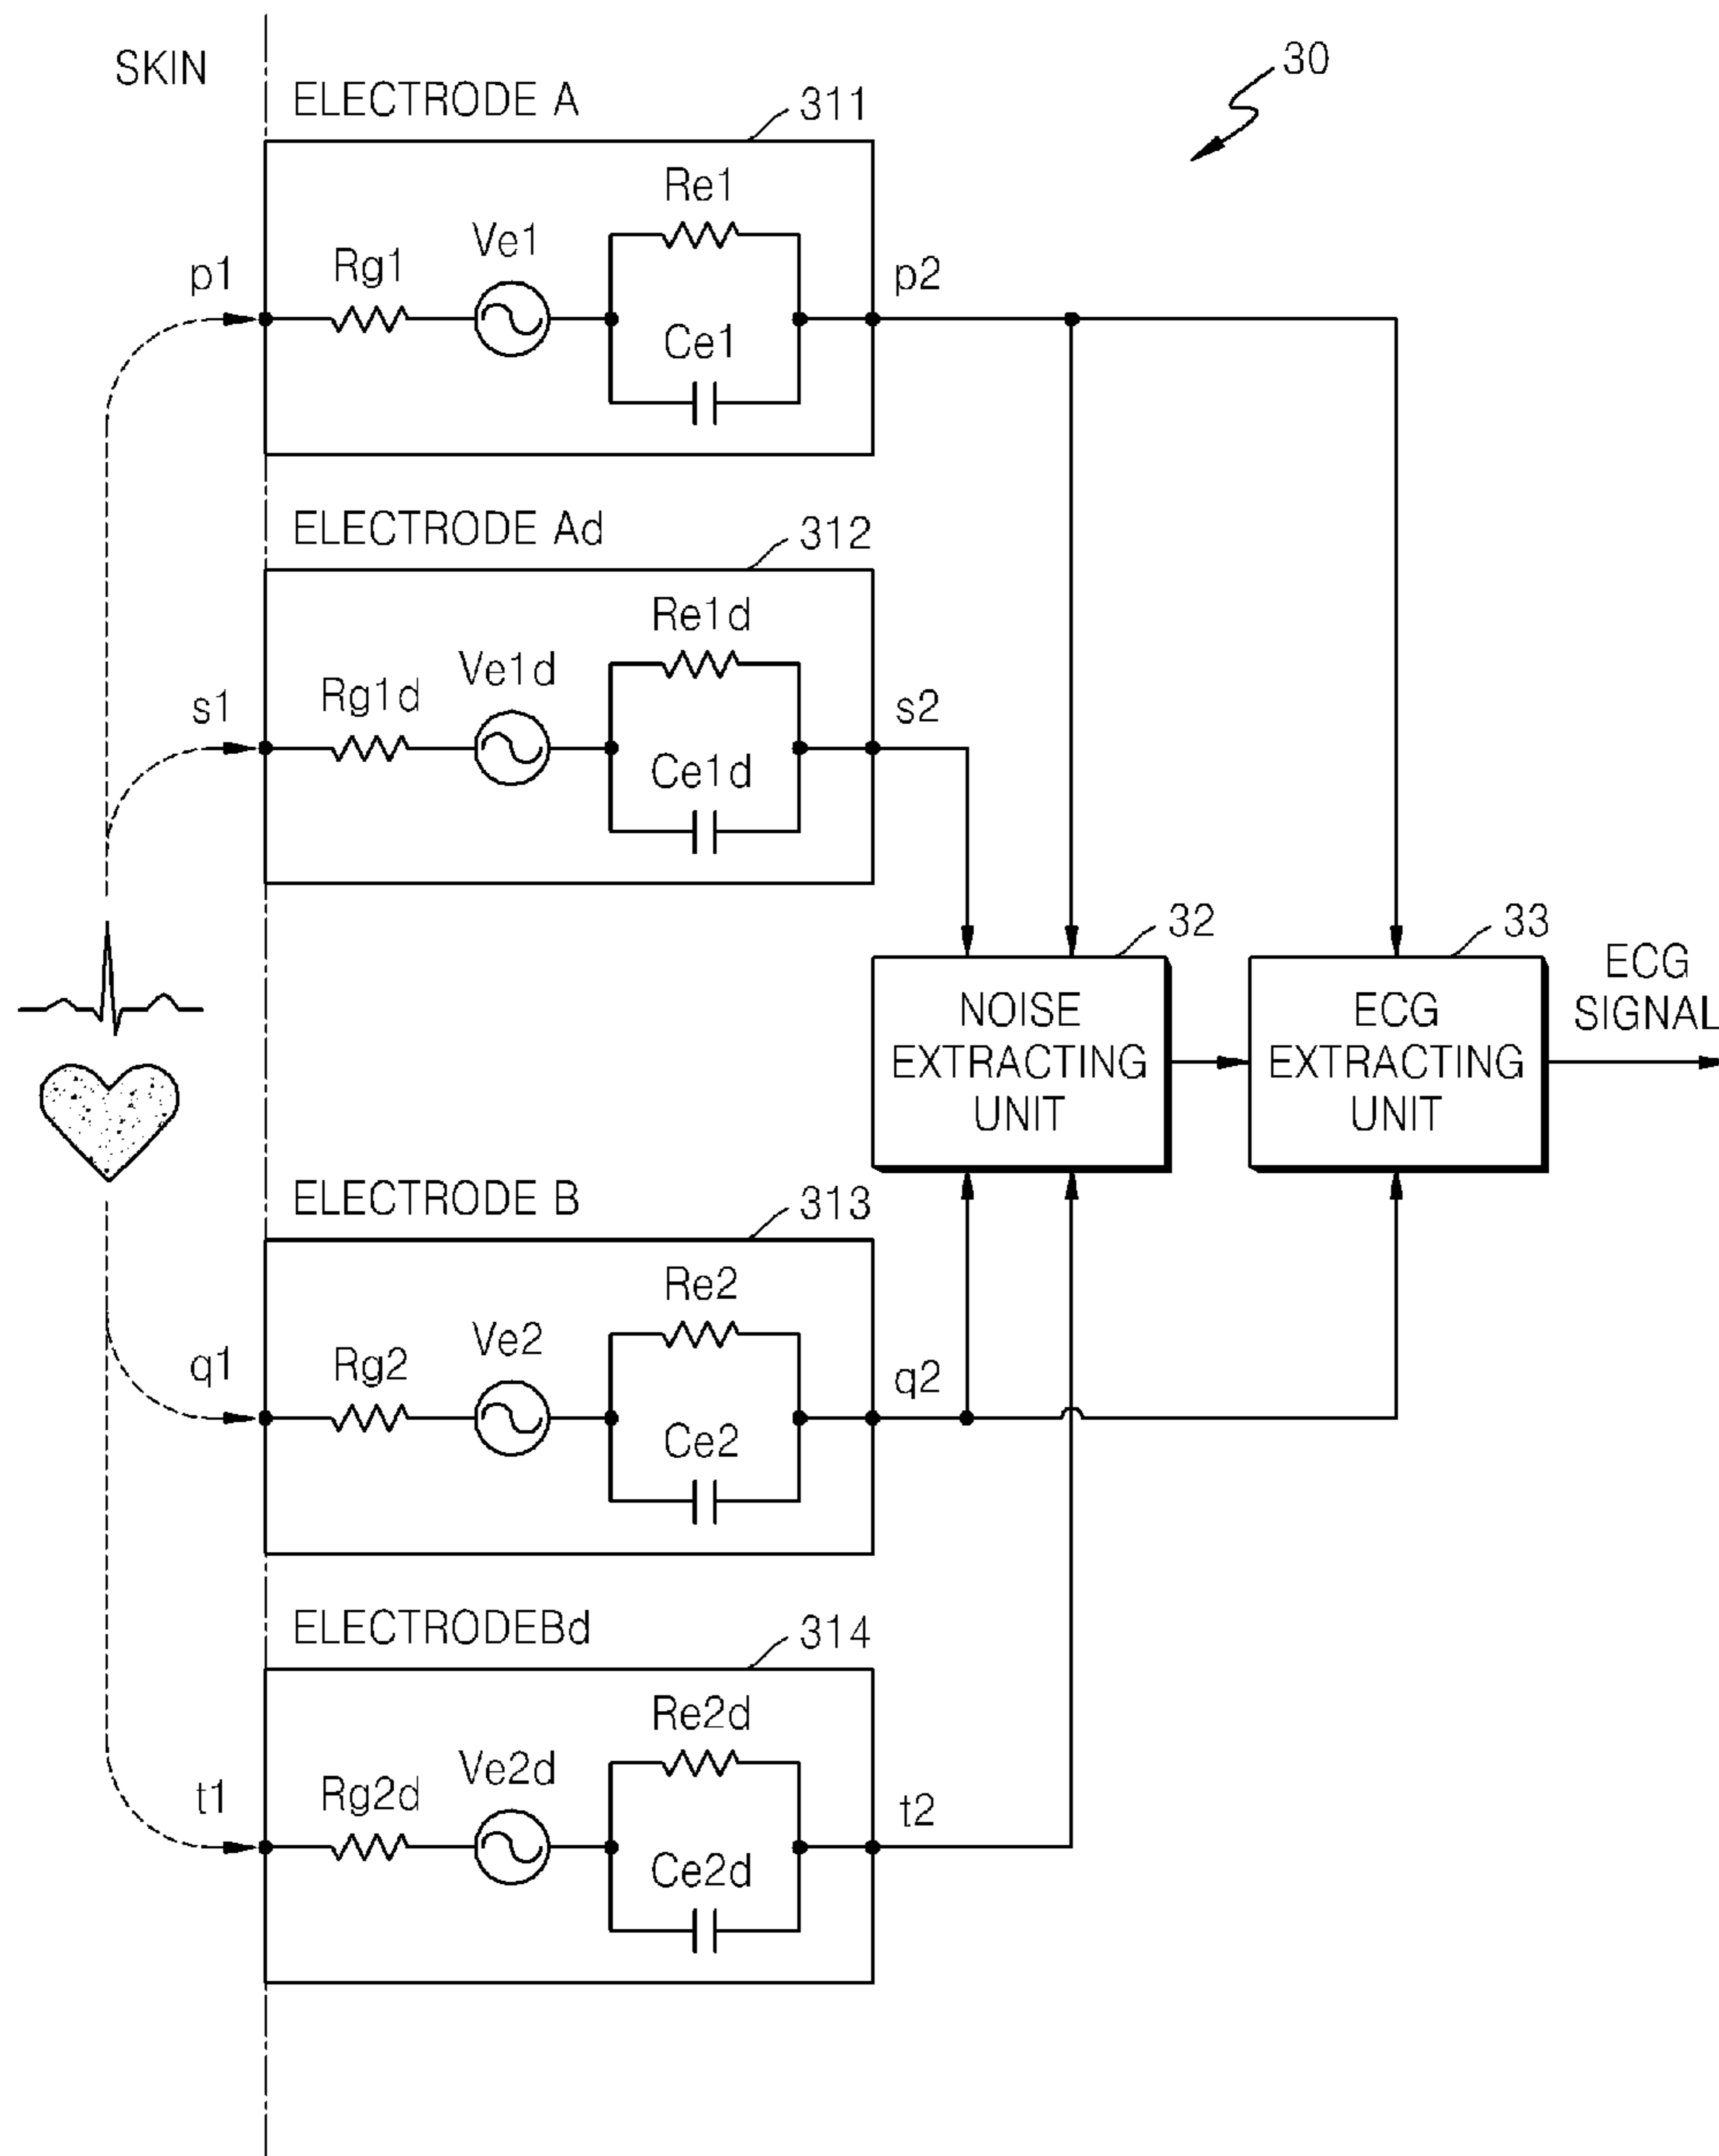 SKIN
30
ELECTRODE A
311
Re1
Ve1
Rg1
p1
p2
Ce1
ELECTRODE Ad
312
Re1d
Ve1d
Rg1d
s1
s2
Ce1d
32
33
NOISE
EXTRACTING
UNIT
ECG
EXTRACTING
UNIT
ECG
SIGNAL
ELECTRODE B
313
Re2
Ve2
Rg2
q1
q2
Ce2
ELECTRODEBd
314
Re2d
Ve2d
Rg2d
t1
t2
Ce2d